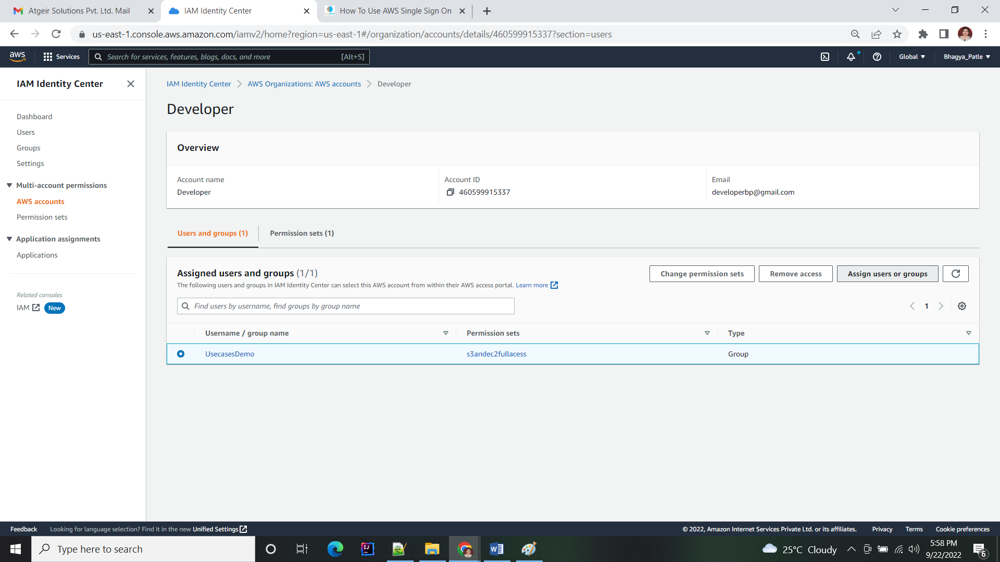 Atgeir Solutions Pvt. Ltd. Mail
IAM Identity Center
How To Use AWS Single Sign On
us-east-1.console.aws.amazon.com/iamv2/home?region=us-east-1#/organization/accounts/details/460599915337?section=users
aws
Services
Search for services, features, blogs, docs, and more
[Alt+S]
Global
Bhagya_Patle
IAM Identity Center
Dashboard
Users
Groups
Settings
Multi-account permissions
AWS accounts
Permission sets
Application assignments
Applications
Related consoles
IAM New
IAM Identity Center
AWS Organizations: AWS accounts
Developer
Developer
Overview
Account name
Developer
Account ID
460599915337
Email
developerbp@gmail.com
Users and groups (1)
Permission sets (1)
Assigned users and groups (1/1)
The following users and groups in IAM Identity Center can select this AWS account from within their AWS access portal. Learn more
Change permission sets
Remove access
Assign users or groups
Find users by username, find groups by group name
1
Username / group name
Permission sets
Type
UsecasesDemo
s3andec2fullacess
Group
Feedback
Looking for language selection? Find it in the new Unified Settings
© 2022, Amazon Internet Services Private Ltd. or its affiliates.
Privacy
Terms
Cookie preferences
Type here to search
IJ
W
25°C Cloudy
5:58 PM
9/22/2022
6